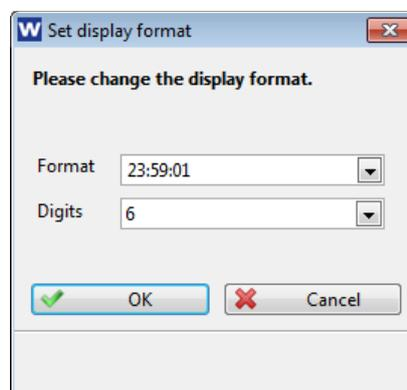 W Set display format
Please change the display format.
Format 23:59:01
Digits 6
OK Cancel